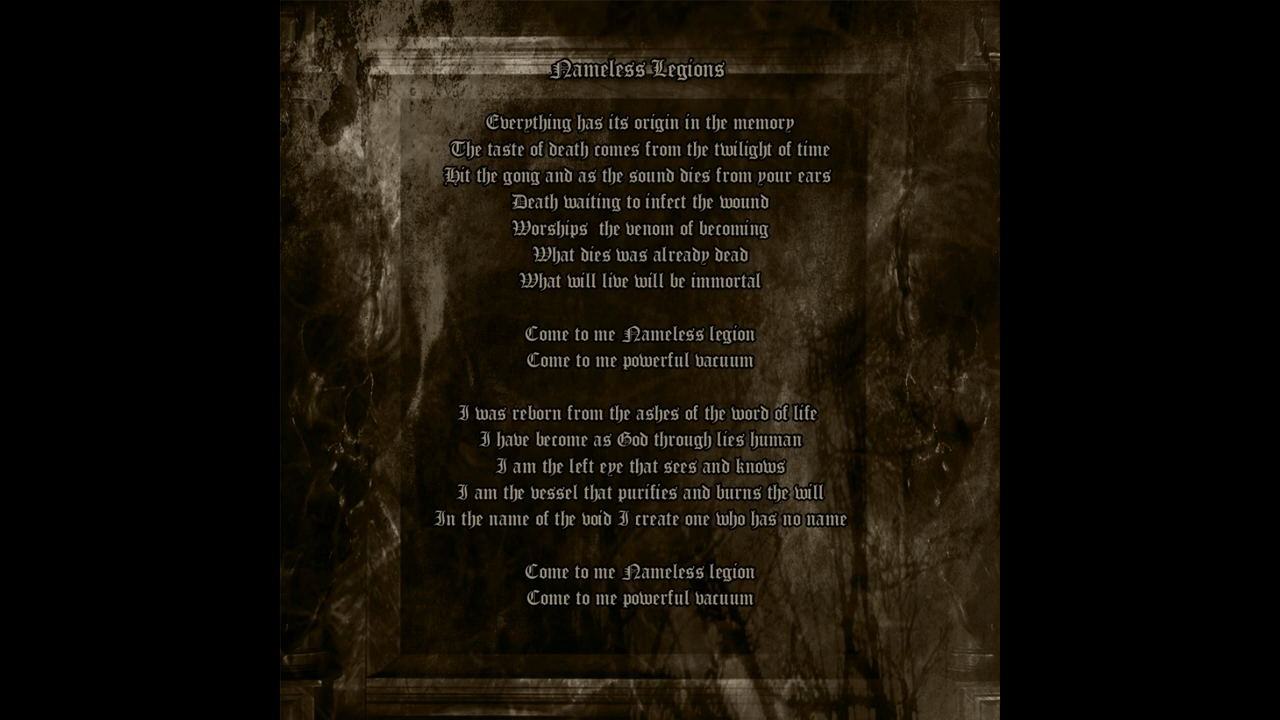 Nameless Legions
Everything has its origin in the memory
The taste of death comes from the twilight of time
Hit the gong and as the sound dies from your ears
Death waiting to infect the wound
Worships the venom of becoming
What dies was already dead
What will live will be immortal
Come to me Nameless legion
Come to me powerful vacuum
I was reborn from the ashes of the word of life
I have become as God through lies human
I am the left eye that sees and knows
I am the vessel that purifies and burns the will
In the name of the void I create one who has no name
Come to me Nameless legion
Come to me powerful vacuum